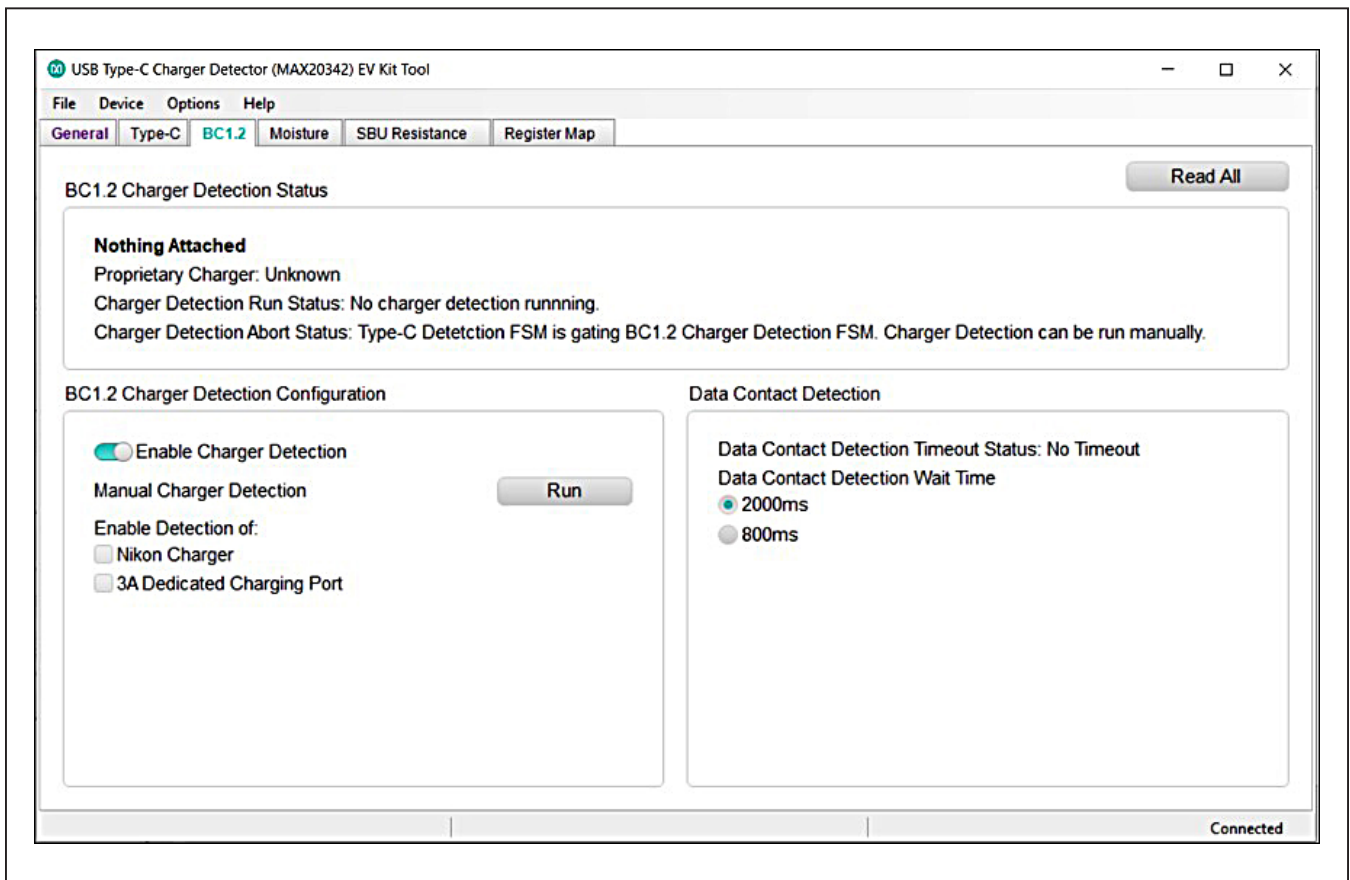 USB Type-C Charger Detector (MAX20342) EV Kit Tool
File Device Options Help
General Type-C BC1.2 Moisture SBU Resistance Register Map
Read All
BC1.2 Charger Detection Status
Nothing Attached
Proprietary Charger: Unknown
Charger Detection Run Status: No charger detection runnning.
Charger Detection Abort Status: Type-C Detetction FSM is gating BC1.2 Charger Detection FSM. Charger Detection can be run manually.
BC1.2 Charger Detection Configuration
Enable Charger Detection
Manual Charger Detection Run
Enable Detection of:
Nikon Charger
3A Dedicated Charging Port
Data Contact Detection
Data Contact Detection Timeout Status: No Timeout
Data Contact Detection Wait Time
2000ms
800ms
Connected